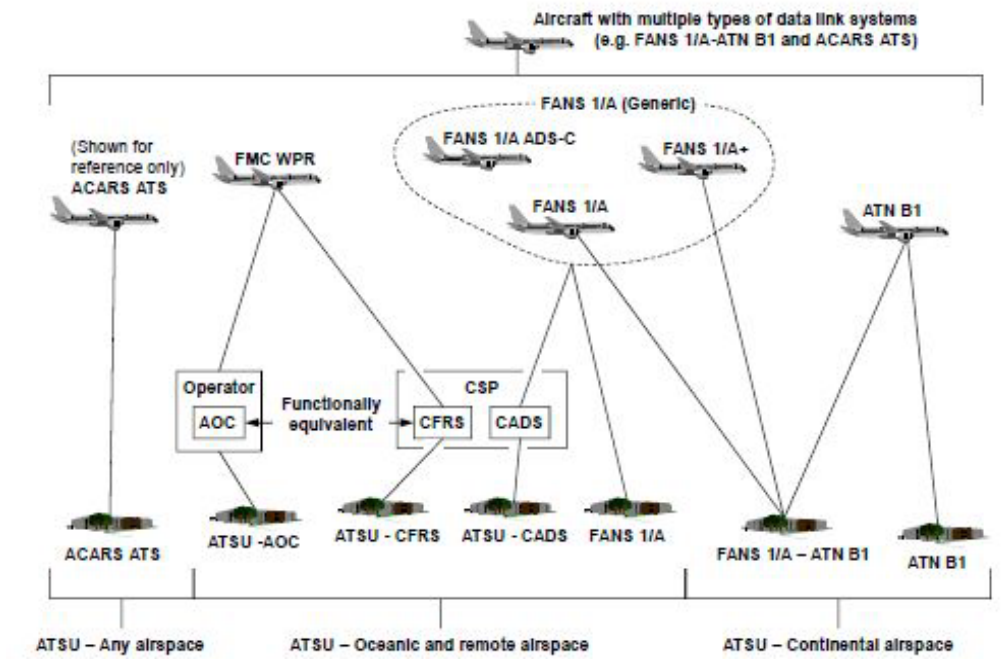 Aircraft with multiple types of data link systems
(e.g. FANS 1/A-ATN B1 and ACARS ATS)
FANS 1/A (Generic)
(Shown for
reference only)
ACARS ATS
FMC WPR
FANS 1/A ADS-C
FANS 1/A+
FANS 1/A
ATN B1
Operator
AOC
Functionally
equivalent
CSP
CFRS
CADS
ACARS ATS
ATSU -AOC
ATSU - CFRS
ATSU - CADS
FANS 1/A
FANS 1/A – ATN B1
ATN B1
ATSU – Any airspace
ATSU – Oceanic and remote airspace
ATSU – Continental airspace